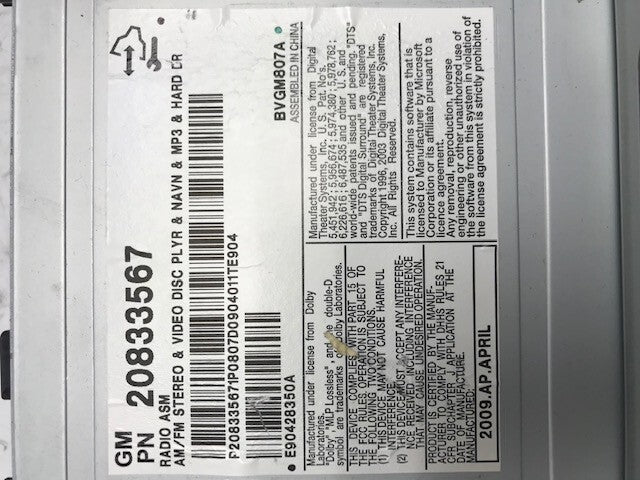 GM
PN 20833567
RADIO ASM
AM/FM STEREO & VIDEO DISC PLYR & NAVN & MP3 & HARD DR
P208335671P0807D0904011TE904
E90428350A
BVGM807A
ASSEMBLED IN CHINA
Manufactured under license from Dolby
Laboratories.
"Dolby", "MLP Lossless", and the double-D
symbol are trademarks of Dolby Laboratories.
THIS DEVICE COMPLIES WITH PART 15 OF
THE FCC RULES. OPERATION IS SUBJECT TO
THE FOLLOWING TWO CONDITIONS:
(1) THIS DEVICE MAY NOT CAUSE HARMFUL
INTERFERENCE.
(2) THIS DEVICE MUST ACCEPT ANY INTERFERE-
NCE RECEIVED, INCLUDING INTERFERENCE
THAT MAY CAUSE UNDESIRED OPERATION.
PRODUCT IS CERTIFIED BY THE MANUF-
ACTURER TO COMPLY WITH DHHS RULES 21
CFR SUBCHAPTER J, APPLICATION AT THE
DATE OF MANUFACTURE.
MANUFACTURED:
2009.AP.APRIL
Manufactured under license from Digital
Theater Systems, Inc. U.S. Pat. No's.
5,451,942; 5,956,674; 5,974,380; 5,978,762;
6,226,616; 6,487,535 and other U.S. and
world-wide patents issued and pending. "DTS"
and "DTS Digital Surround" are registered
trademarks of Digital Theater Systems, Inc.
Copyright 1996, 2003 Digital Theater Systems,
Inc. All Rights Reserved.
This system contains software that is
licensed to Manufacturer by Microsoft
Corporation or its affiliate pursuant to a
licence agreement.
Any removal, reproduction, reverse
engineering or other unauthorized use of
the software from this system in violation of
the license agreement is strictly prohibited.